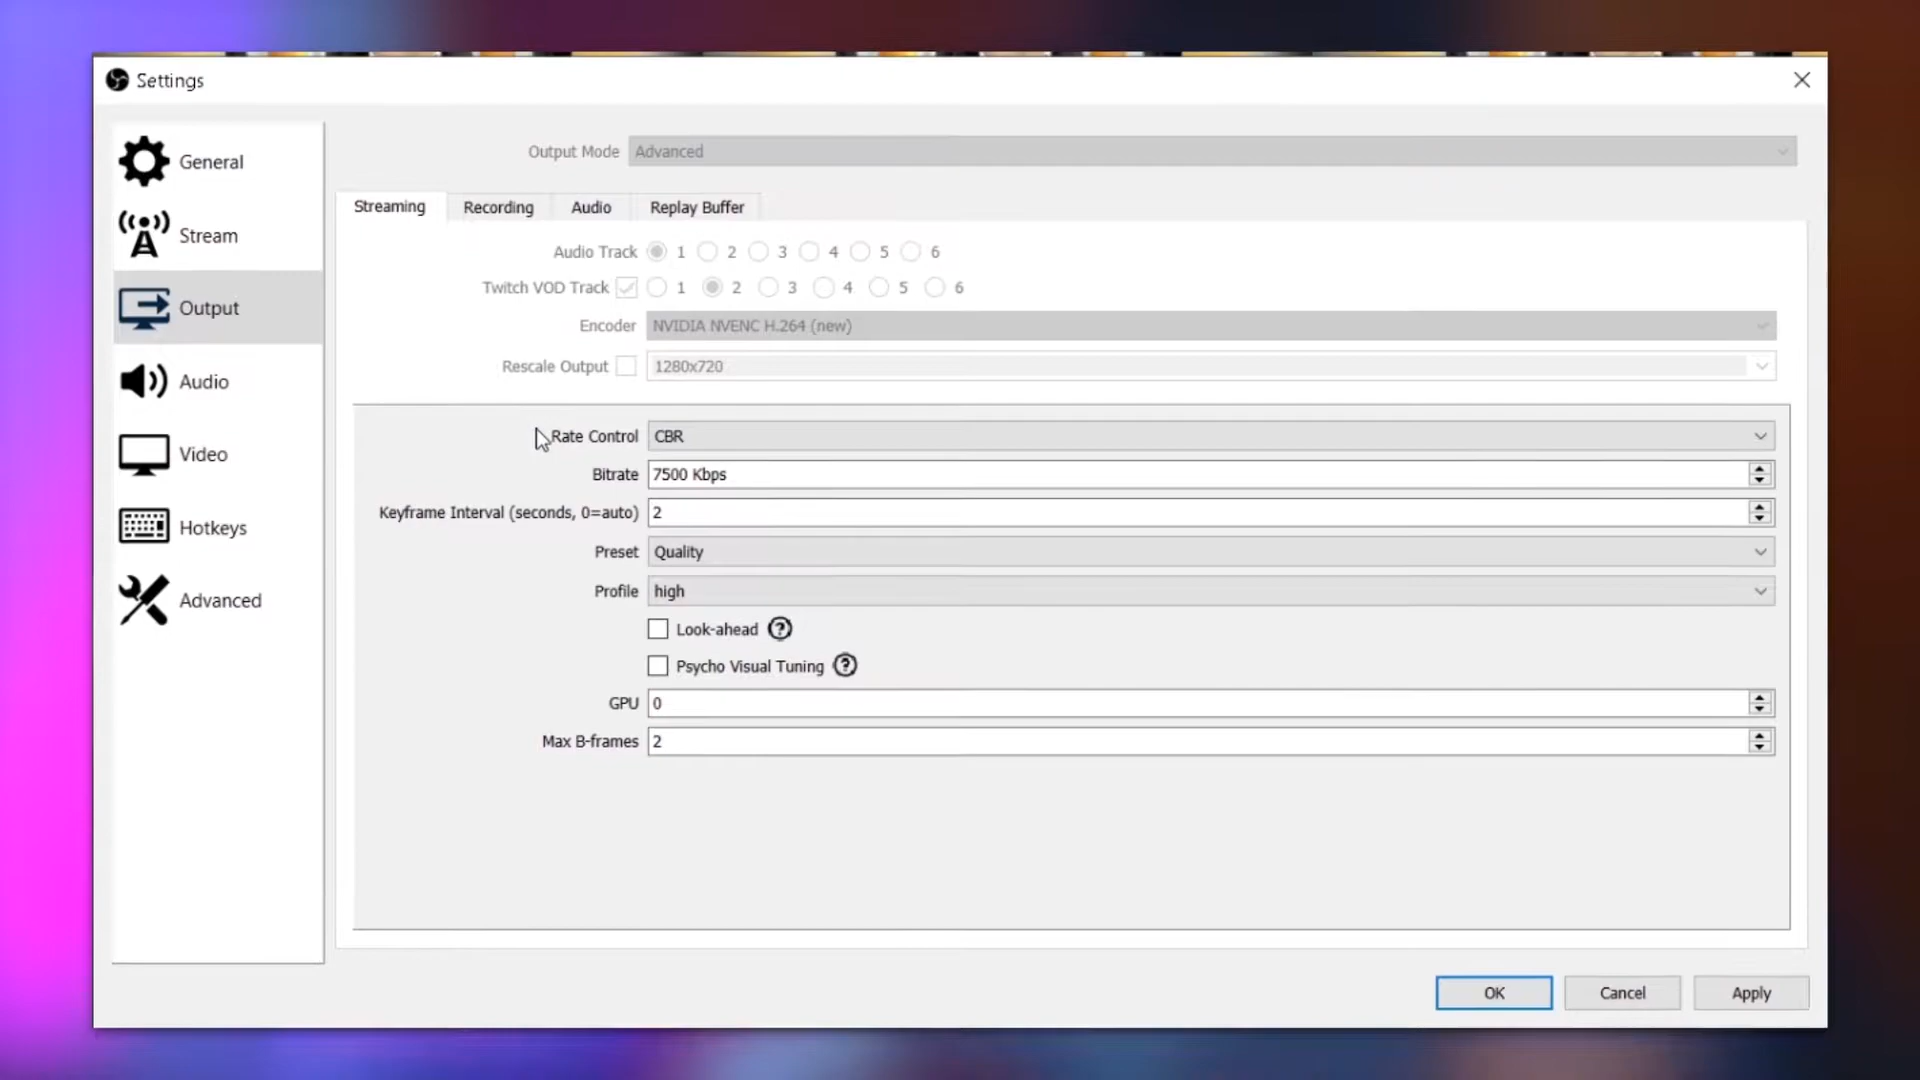 Settings
General
Stream
Output
Audio
Video
Hotkeys
Advanced
Output Mode Advanced
Streaming Recording Audio Replay Buffer
Audio Track 1 2 3 4 5 6
Twitch VOD Track 1 2 3 4 5 6
Encoder NVIDIA NVENC H.264 (new)
Rescale Output 1280x720
Rate Control CBR
Bitrate 7500 Kbps
Keyframe Interval (seconds, 0=auto) 2
Preset Quality
Profile high
Look-ahead ?
Psycho Visual Tuning ?
GPU 0
Max B-frames 2
OK Cancel Apply